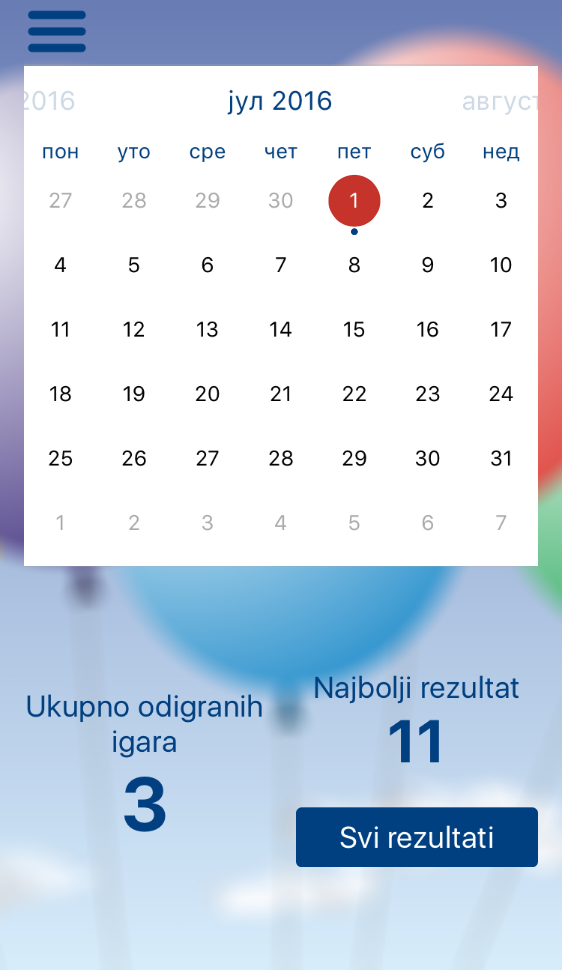 2016 јул 2016 август
пон уто сре чет пет суб нед
27 28 29 30 1 2 3
4 5 6 7 8 9 10
11 12 13 14 15 16 17
18 19 20 21 22 23 24
25 26 27 28 29 30 31
1 2 3 4 5 6 7
Ukupno odigranih
igara
3
Najbolji rezultat
11
Svi rezultati